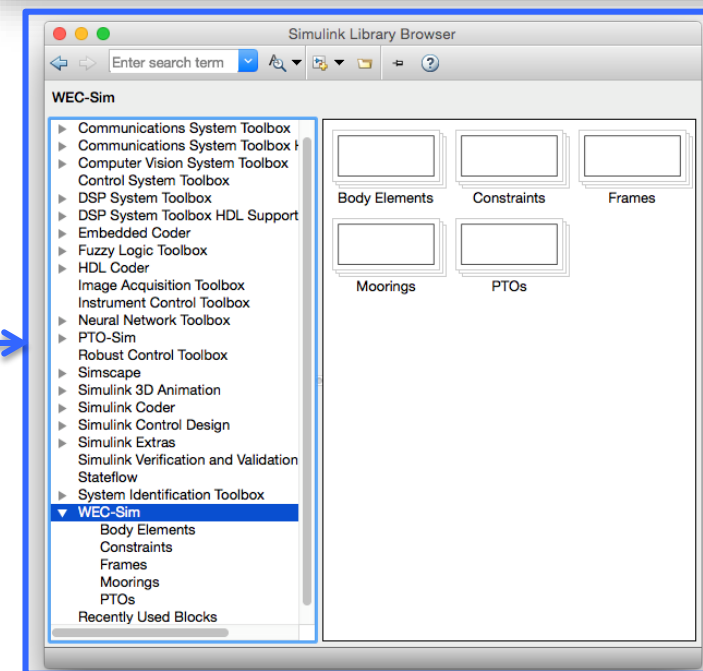 Simulink Library Browser
Enter search term
WEC-Sim
Communications System Toolbox
Communications System Toolbox
Computer Vision System Toolbox
Control System Toolbox
DSP System Toolbox
DSP System Toolbox HDL Support
Embedded Coder
Fuzzy Logic Toolbox
HDL Coder
Image Acquisition Toolbox
Instrument Control Toolbox
Neural Network Toolbox
PTO-Sim
Robust Control Toolbox
Simscape
Simulink 3D Animation
Simulink Coder
Simulink Control Design
Simulink Extras
Simulink Verification and Validation
Stateflow
System Identification Toolbox
WEC-Sim
Body Elements
Constraints
Frames
Moorings
PTOs
Recently Used Blocks
Body Elements Constraints Frames
Moorings PTOs